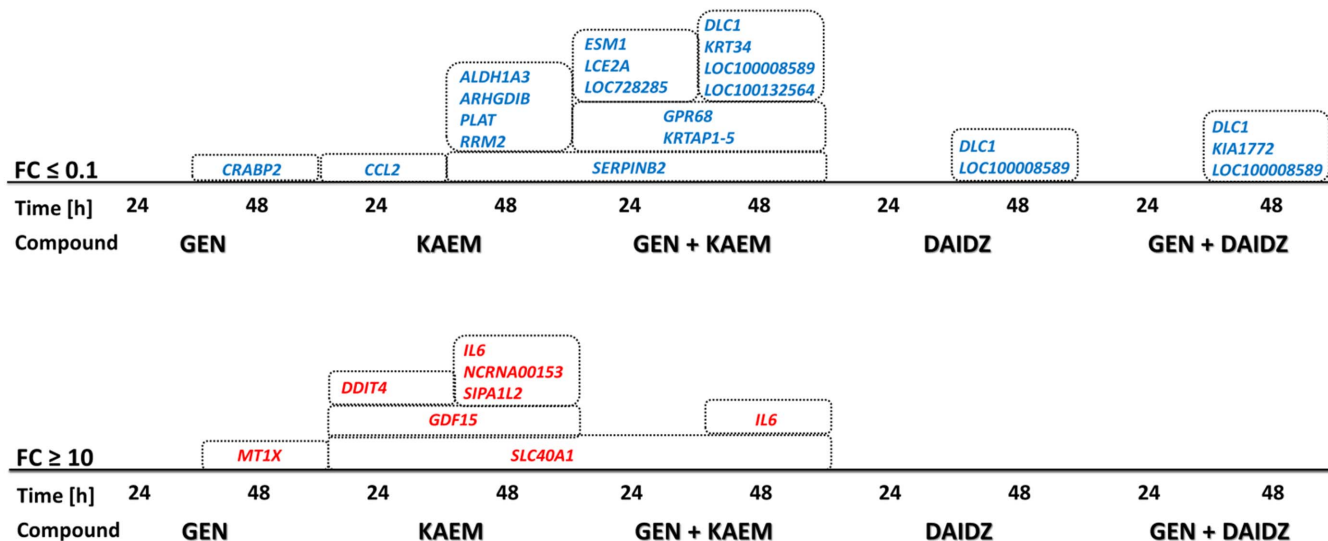 DLC1
KRT34
LOC100008589
LOC100132564
ESM1
LCE2A
LOC728285
ALDH1A3
ARHGDIB
PLAT
RRM2
GPR68
KRTAP1-5
DLC1
LOC100008589
DLC1
KIA1772
LOC100008589
FC ≤ 0.1 CRABP2 CCL2 SERPINB2
Time [h] 24 48 24 48 24 48 24 48 24 48
Compound GEN KAEM GEN + KAEM DAIDZ GEN + DAIDZ
IL6
NCRNA00153
SIPA1L2
DDIT4
GDF15 IL6
FC ≥ 10 MT1X SLC40A1
Time [h] 24 48 24 48 24 48 24 48 24 48
Compound GEN KAEM GEN + KAEM DAIDZ GEN + DAIDZ